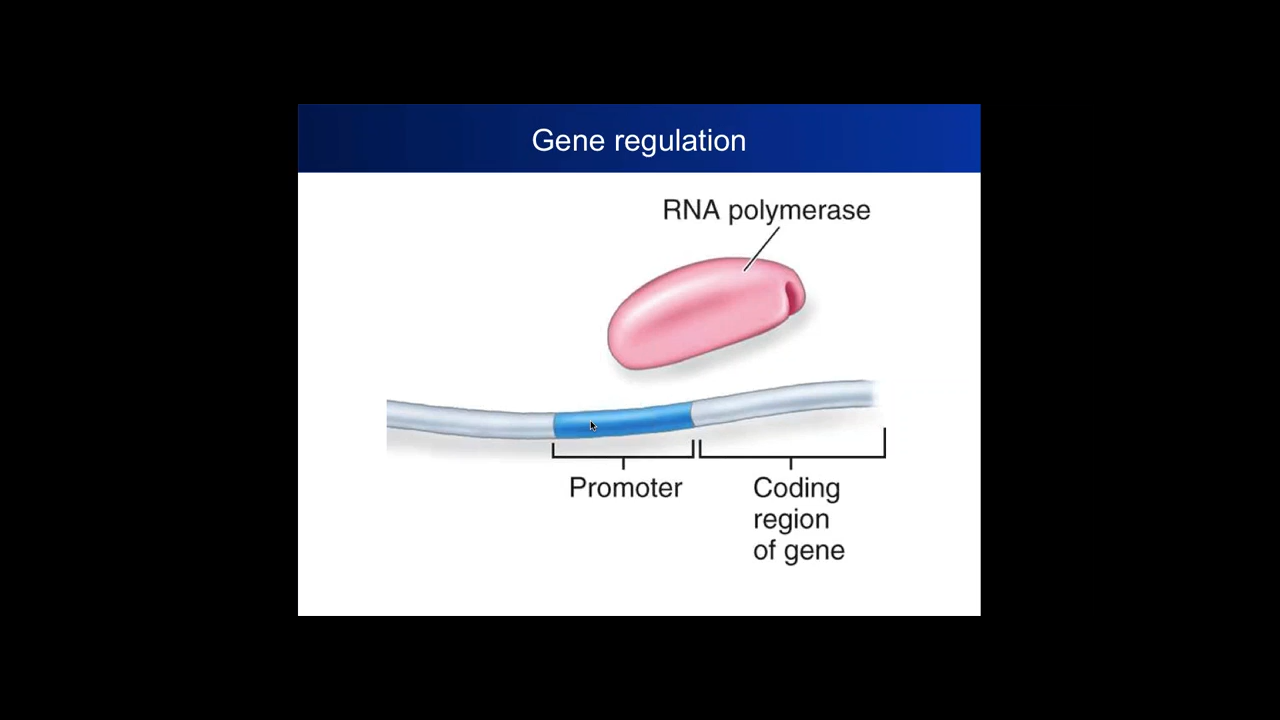 Gene regulation
RNA polymerase
Promoter
Coding
region
of gene